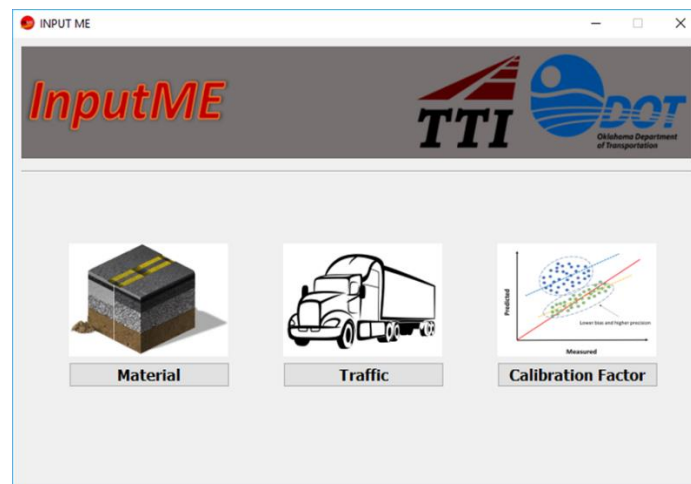 INPUT ME
InputME
TTI
DOT
Oklahoma Department
of Transportation
Predicted
Lower bias and higher precision
Measured
Material
Traffic
Calibration Factor